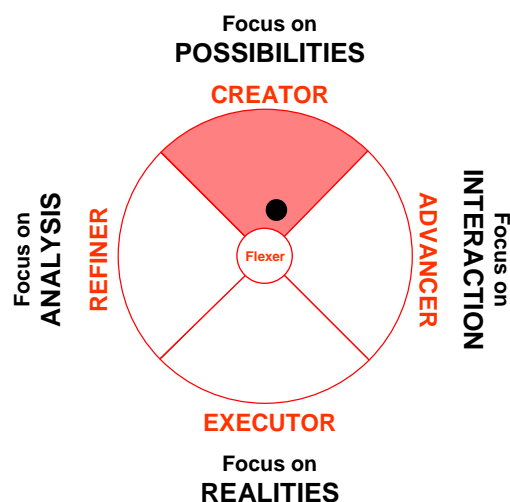 Focus on
POSSIBILITIES
CREATOR
Focus on
ANALYSIS
REFINER
Flexer
ADVANCER
Focus on
INTERACTION
EXECUTOR
Focus on
REALITIES